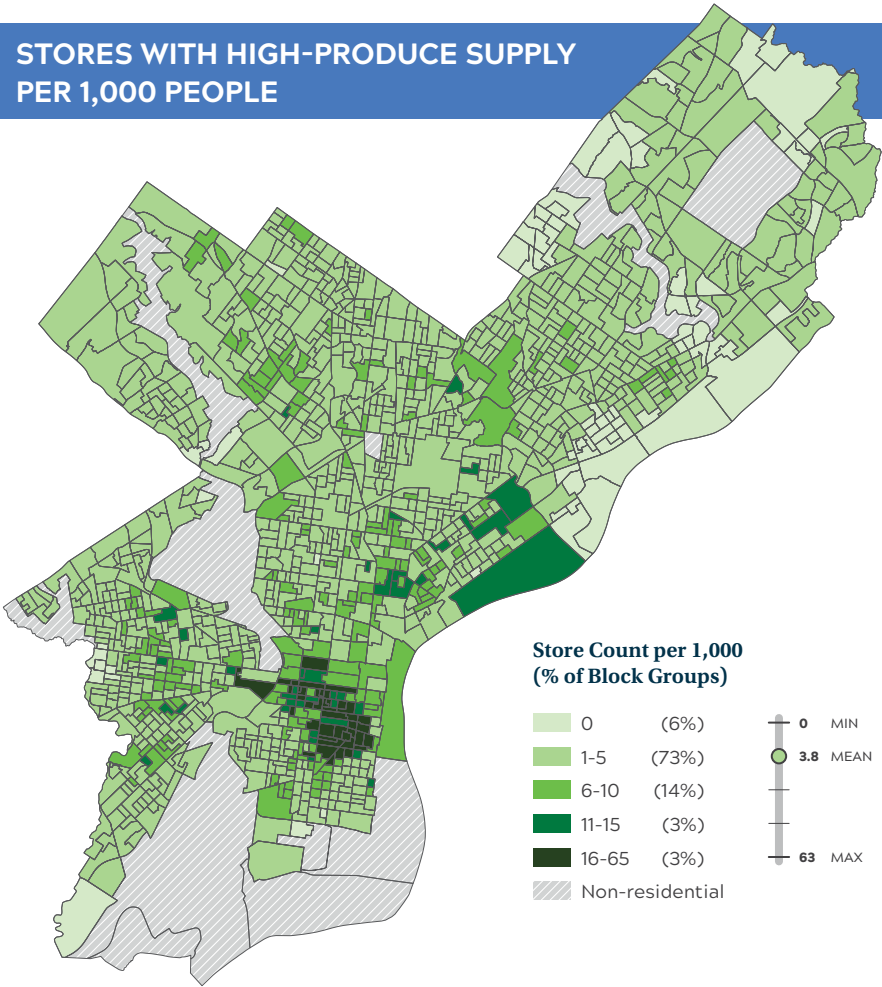 STORES WITH HIGH-PRODUCE SUPPLY
PER 1,000 PEOPLE
Store Count per 1,000
(% of Block Groups)
0 (6%)
1-5 (73%)
6-10 (14%)
11-15 (3%)
16-65 (3%)
Non-residential
0 MIN
3.8 MEAN
63 MAX